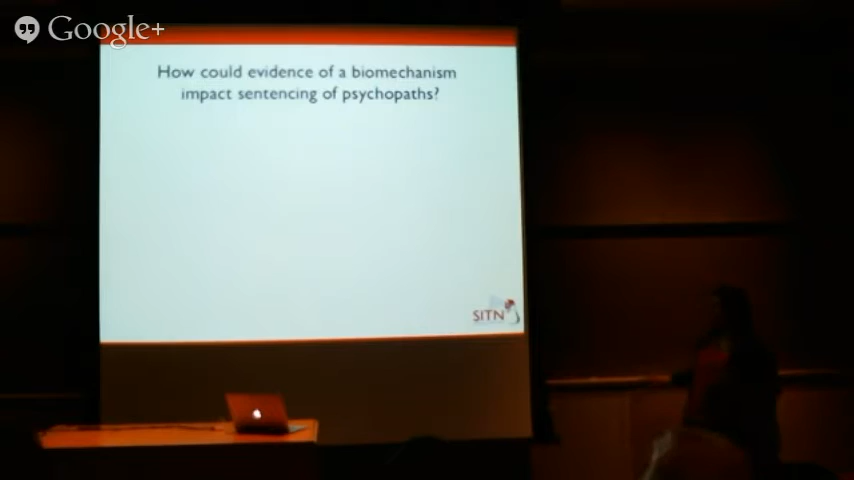 Google+
How could evidence of a biomechanism
impact sentencing of psychopaths?
SITN